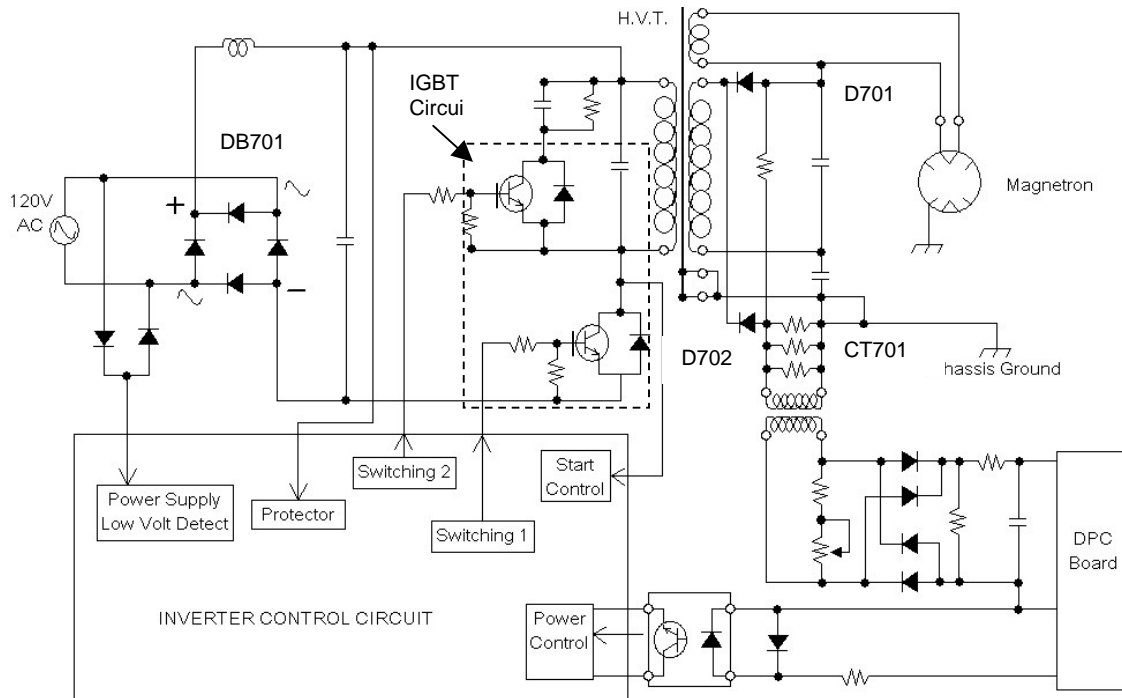 H.V.T.
IGBT
Circui
D701
DB701
120V
AC
+
−
Magnetron
D702
CT701
hassis Ground
Switching 2
Start
Control
Power Supply
Low Volt Detect
Protector
Switching 1
DPC
Board
INVERTER CONTROL CIRCUIT
Power
Control